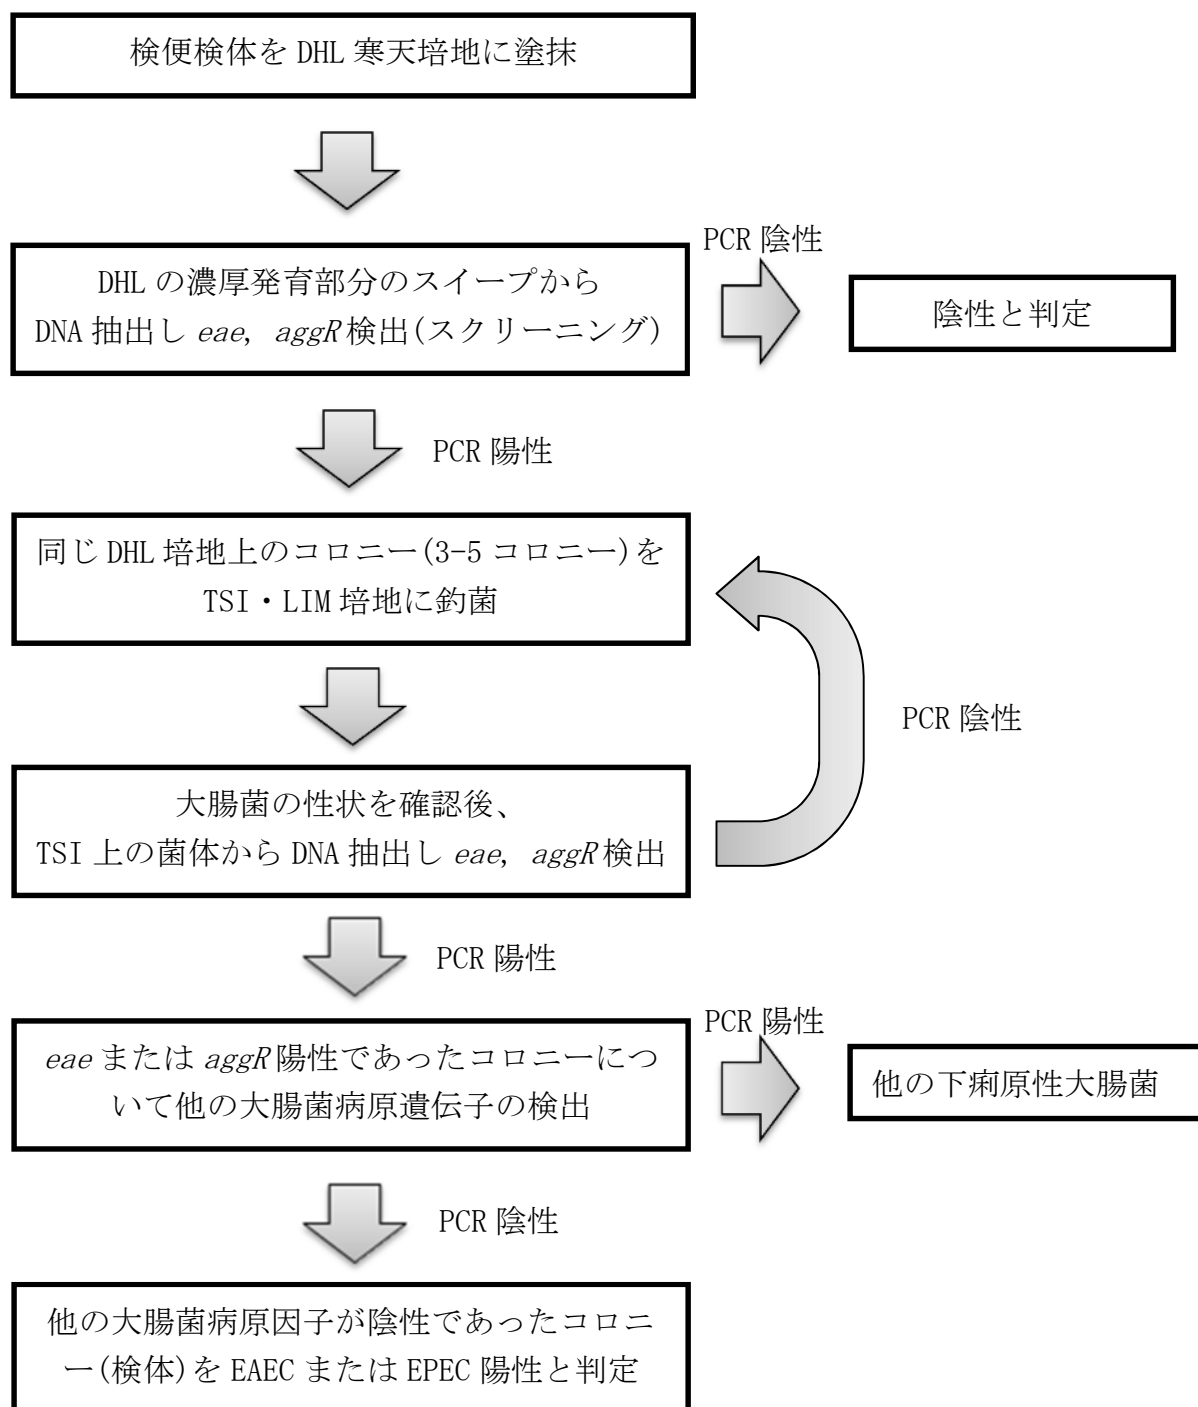 検便検体を DHL 寒天培地に塗抹
PCR 陰性
DHL の濃厚発育部分のスイープから
DNA 抽出し eae, aggR 検出(スクリーニング)
陰性と判定
PCR 陽性
同じ DHL 培地上のコロニー(3-5 コロニー)を
TSI・LIM 培地に釣菌
PCR 陰性
大腸菌の性状を確認後、
TSI 上の菌体から DNA 抽出し eae, aggR 検出
PCR 陽性
PCR 陽性
eae または aggR 陽性であったコロニーにつ
いて他の大腸菌病原遺伝子の検出
他の下痢原性大腸菌
PCR 陰性
他の大腸菌病原因子が陰性であったコロニ
ー(検体)を EAEC または EPEC 陽性と判定